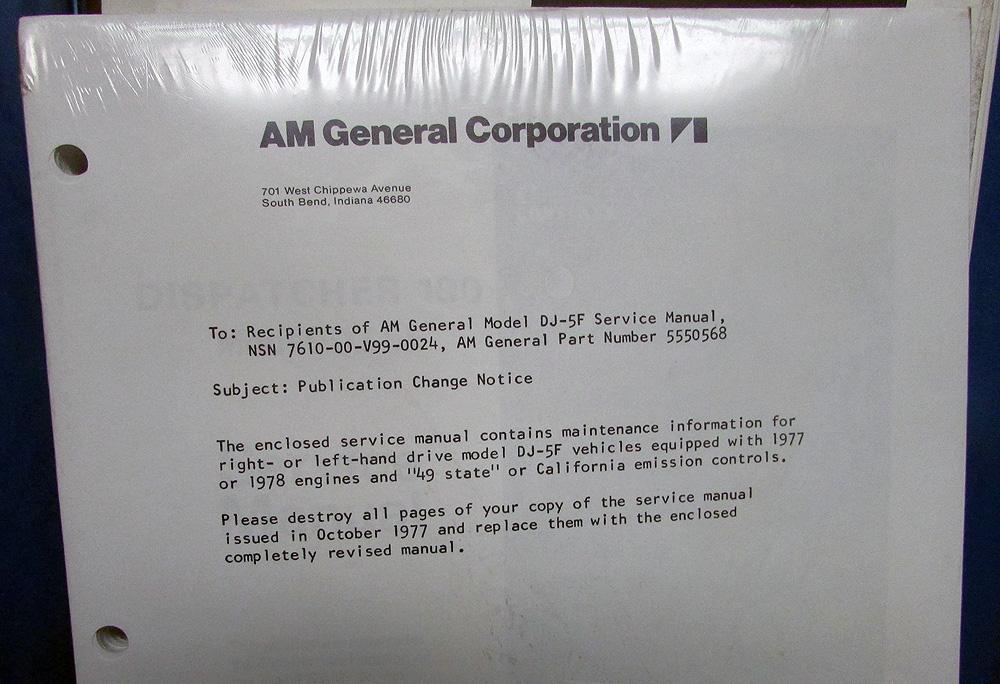 AM General Corporation
701 West Chippewa Avenue
South Bend, Indiana 46680
DISPATCHER 100
To: Recipients of AM General Model DJ-5F Service Manual,
NSN 7610-00-V99-0024, AM General Part Number 5550568
Subject: Publication Change Notice
The enclosed service manual contains maintenance information for
right- or left-hand drive model DJ-5F vehicles equipped with 1977
or 1978 engines and "49 state" or California emission controls.
Please destroy all pages of your copy of the service manual
issued in October 1977 and replace them with the enclosed
completely revised manual.